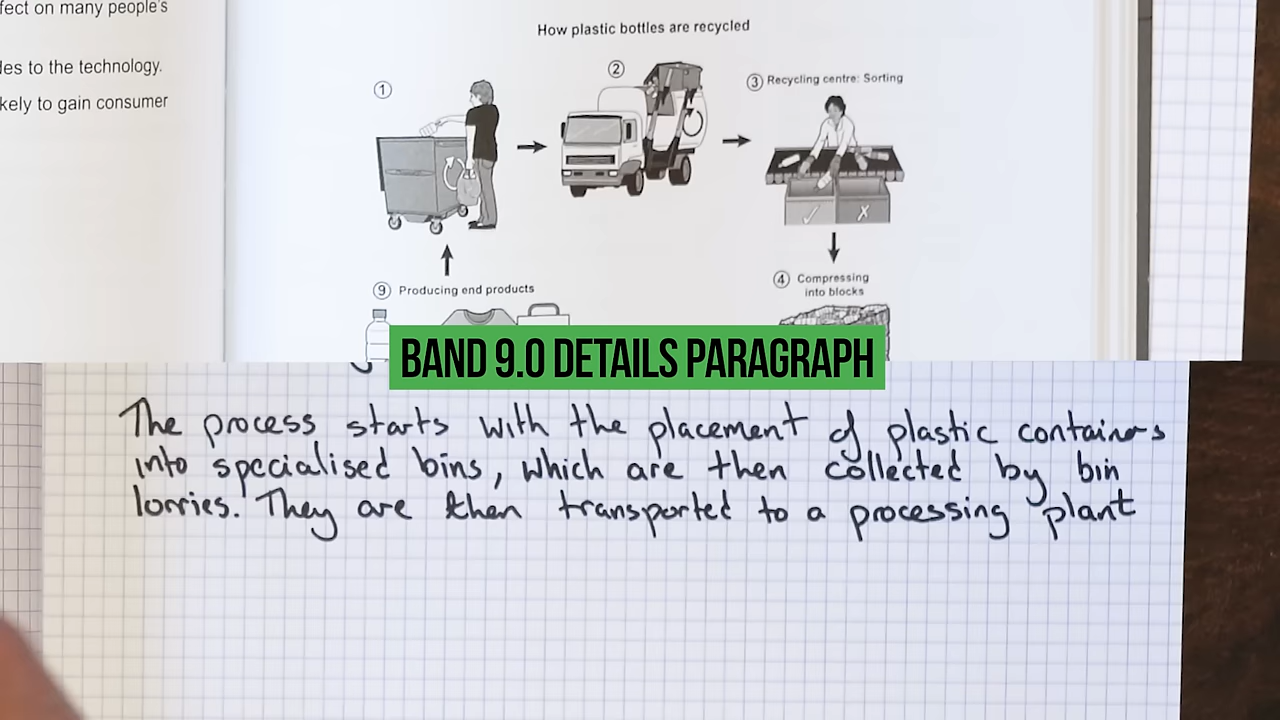 fect on many people's
les to the technology.
kely to gain consumer
How plastic bottles are recycled
1
2
3 Recycling centre: Sorting
4 Compressing
into blocks
9 Producing end products
BAND 9.0 DETAILS PARAGRAPH
The process starts with the placement of plastic containers
into specialised bins, which are then collected by bin
lorries. They are then transported to a processing plant